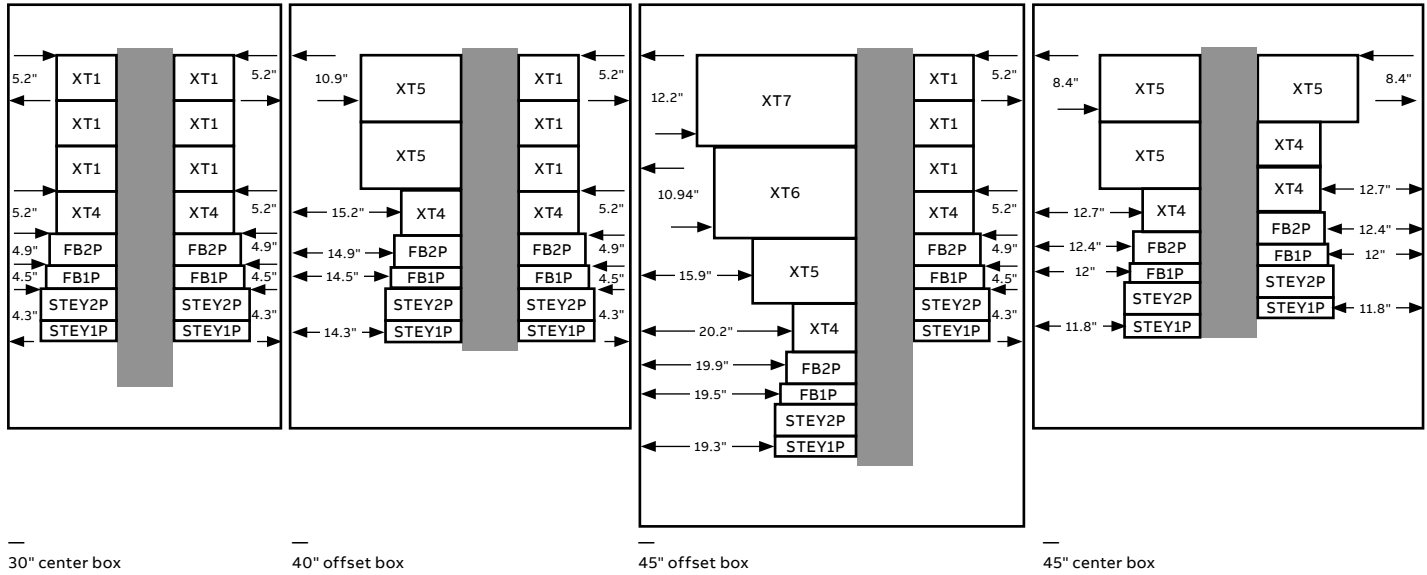 5.2"
XT1
XT1
XT1
5.2"
XT4
4.9"
FB2P
4.5"
FB1P
4.3"
STEY2P
STEY1P
XT1
5.2"
XT1
XT1
XT4
5.2"
FB2P
4.9"
FB1P
4.5"
STEY2P
4.3"
STEY1P
30" center box
10.9"
XT5
XT5
15.2"
XT4
14.9"
FB2P
14.5"
FB1P
STEY2P
14.3"
STEY1P
XT1
5.2"
XT1
XT1
XT4
5.2"
FB2P
4.9"
FB1P
4.5"
STEY2P
4.3"
STEY1P
40" offset box
12.2"
XT7
10.94"
XT6
15.9"
XT5
20.2"
XT4
19.9"
FB2P
19.5"
FB1P
STEY2P
19.3"
STEY1P
XT1
5.2"
XT1
XT1
XT4
5.2"
FB2P
4.9"
FB1P
4.5"
STEY2P
4.3"
STEY1P
45" offset box
8.4"
XT5
XT5
12.7"
XT4
12.4"
FB2P
12"
FB1P
STEY2P
11.8"
STEY1P
XT5
8.4"
XT4
XT4
12.7"
FB2P
12.4"
FB1P
12"
STEY2P
STEY1P
11.8"
45" center box